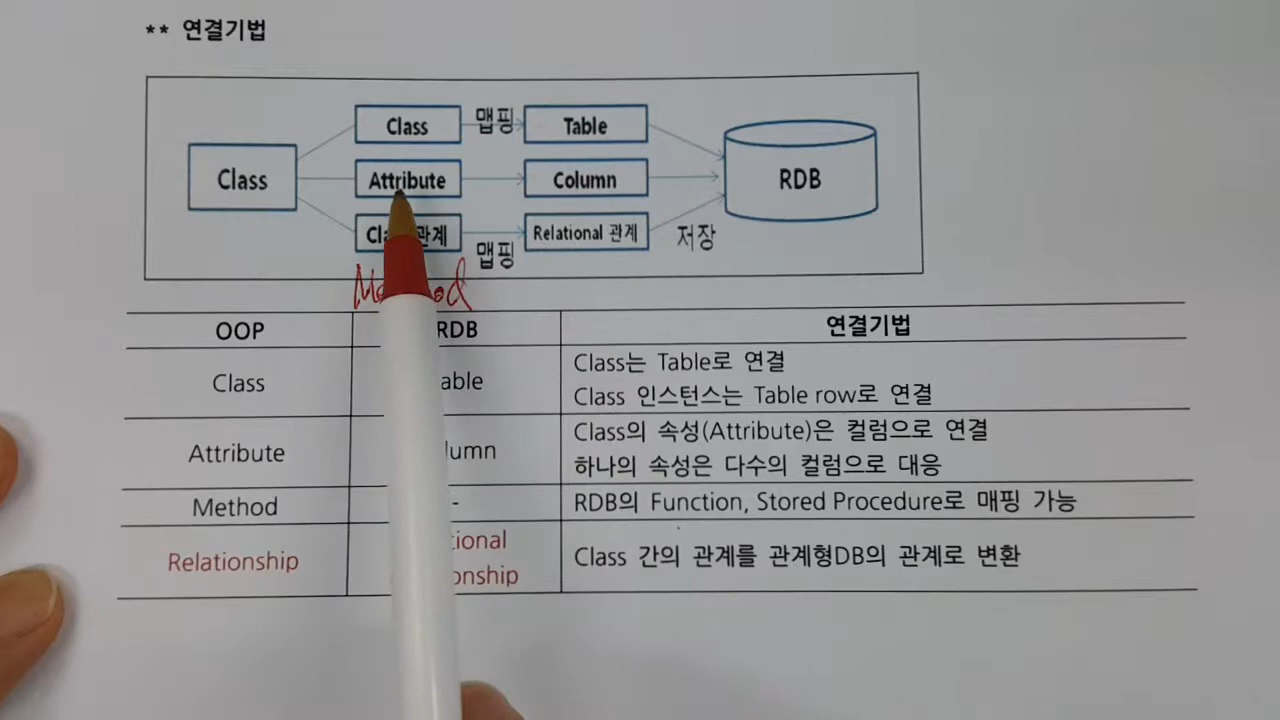 ** 연결기법
Class 맵핑 Table
Class Attribute Column RDB
관계 맵핑 Relational 관계 저장
OOP RDB 연결기법
Class
Class는 Table로 연결
Class 인스턴스는 Table row로 연결
Attribute
Class의 속성(Attribute)은 컬럼으로 연결
하나의 속성은 다수의 컬럼으로 대응
Method - RDB의 Function, Stored Procedure로 매핑 가능
Relationship
Class 간의 관계를 관계형DB의 관계로 변환